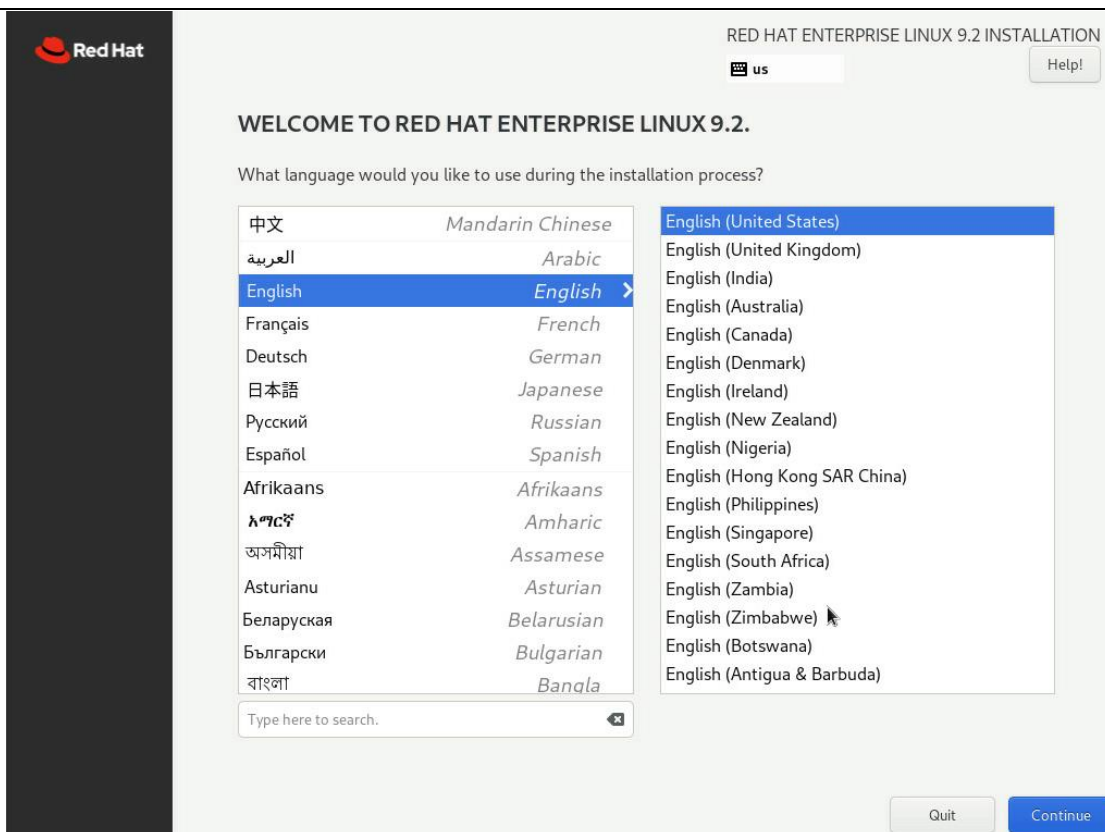 Red Hat
RED HAT ENTERPRISE LINUX 9.2 INSTALLATION
us
Help!
WELCOME TO RED HAT ENTERPRISE LINUX 9.2.
What language would you like to use during the installation process?
中文 Mandarin Chinese
العربية Arabic
English English
Français French
Deutsch German
日本語 Japanese
Русский Russian
Español Spanish
Afrikaans Afrikaans
አማርኛ Amharic
অসমীয়া Assamese
Asturianu Asturian
Беларуская Belarusian
Български Bulgarian
বাংলা Bangla
Type here to search.
English (United States)
English (United Kingdom)
English (India)
English (Australia)
English (Canada)
English (Denmark)
English (Ireland)
English (New Zealand)
English (Nigeria)
English (Hong Kong SAR China)
English (Philippines)
English (Singapore)
English (South Africa)
English (Zambia)
English (Zimbabwe)
English (Botswana)
English (Antigua & Barbuda)
Quit
Continue